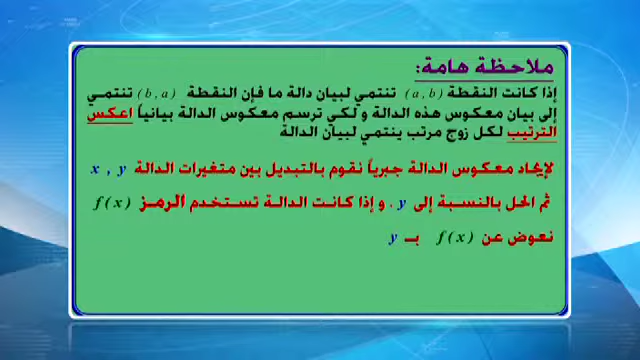 ملاحظة هامة:
إذا كانت النقطة (a,b) تنتمي لبيان دالة ما فإن النقطة (b,a) تنتمي
إلى بيان معكوس هذه الدالة و لكي ترسم معكوس الدالة بيانياً اعكس
الترتيب لكل زوج مرتب ينتمي لبيان الدالة
لإيجاد معكوس الدالة جبرياً نقوم بالتبديل بين متغيرات الدالة x , y
ثم الحل بالنسبة إلى y . و إذا كانت الدالة تستخدم الرمز f(x)
نعوض عن f(x) بــ y